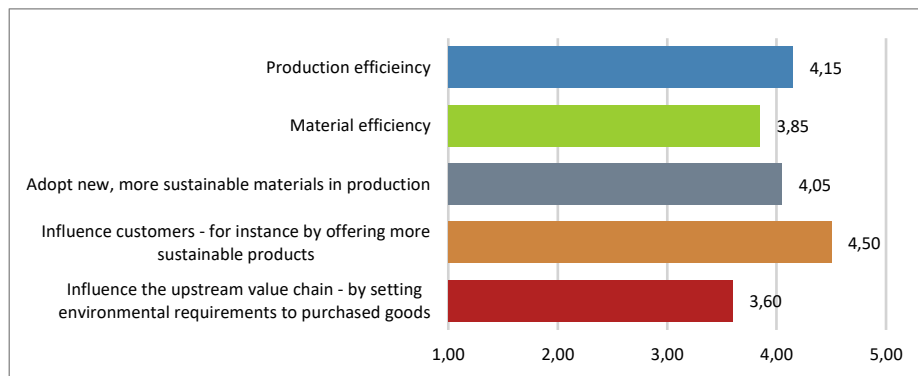 Production efficieincy
4,15
Material efficiency
3,85
Adopt new, more sustainable materials in production
4,05
Influence customers - for instance by offering more
sustainable products
4,50
Influence the upstream value chain - by setting
environmental requirements to purchased goods
3,60
1,00 2,00 3,00 4,00 5,00